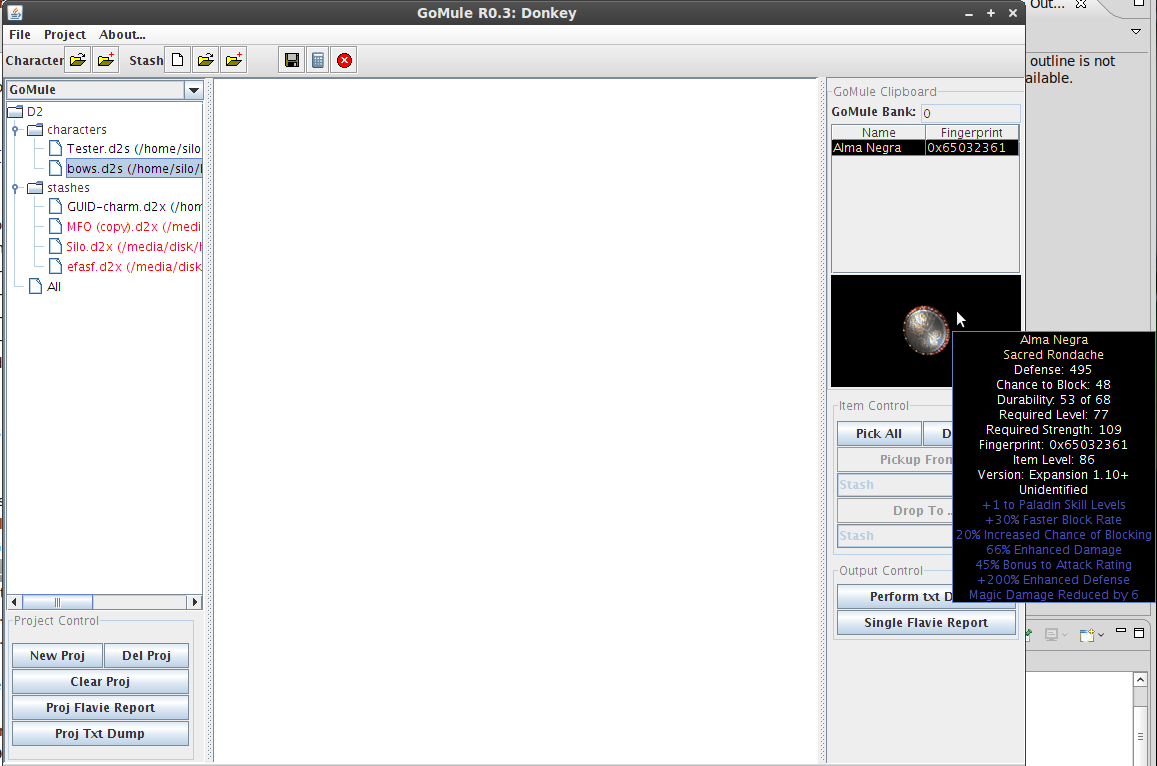 GoMule R0.3: Donkey
Out...
File Project About...
Character Stash
outline is not
ailable.
GoMule
D2
characters
Tester.d2s (/home/silo
bows.d2s (/home/silo/
stashes
GUID-charm.d2x (/hom
MFO (copy).d2x (/medi
Silo.d2x (/media/disk/
efasf.d2x (/media/disk
All
Project Control
New Proj Del Proj
Clear Proj
Proj Flavie Report
Proj Txt Dump
GoMule Clipboard
GoMule Bank: 0
Name Fingerprint
Alma Negra 0x65032361
Item Control
Pick All D
Pickup From
Stash
Drop To ..
Stash
Output Control
Perform txt D
Single Flavie Report
Alma Negra
Sacred Rondache
Defense: 495
Chance to Block: 48
Durability: 53 of 68
Required Level: 77
Required Strength: 109
Fingerprint: 0x65032361
Item Level: 86
Version: Expansion 1.10+
Unidentified
+1 to Paladin Skill Levels
+30% Faster Block Rate
20% Increased Chance of Blocking
66% Enhanced Damage
45% Bonus to Attack Rating
+200% Enhanced Defense
Magic Damage Reduced by 6